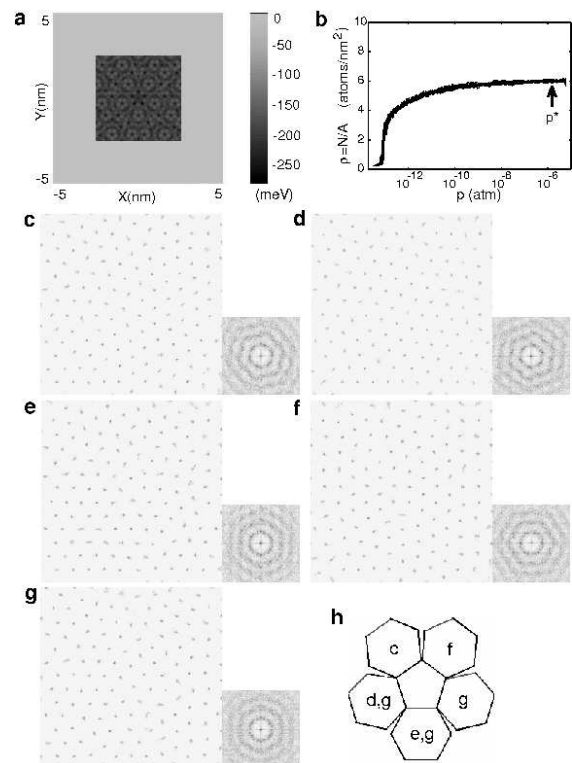 a
5
Y(nm)
-5
-5
X(nm)
5
0
-50
-100
-150
-200
-250
(meV)
b
10
8
6
4
2
0
ρ=N/A (atoms/nm²)
p*
10⁻¹²
10⁻¹⁰
10⁻⁸
10⁻⁶
p (atm)
c
d
e
f
g
h
c
f
d,g
g
e,g